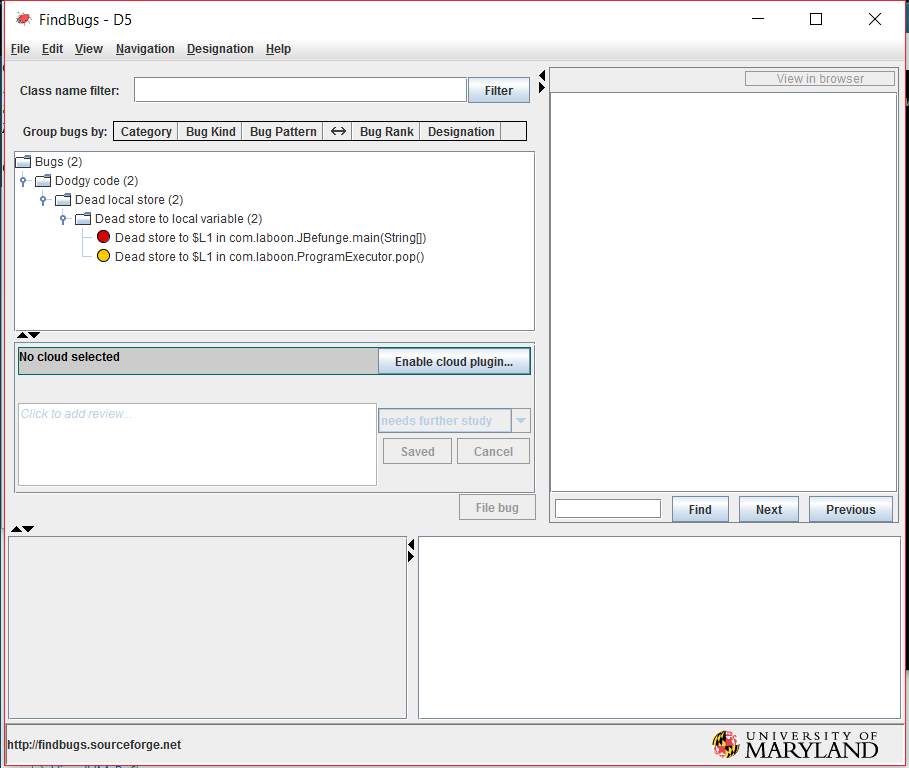 FindBugs - D5
File Edit View Navigation Designation Help
Class name filter: Filter
View in browser
Group bugs by: Category Bug Kind Bug Pattern Bug Rank Designation
Bugs (2)
Dodgy code (2)
Dead local store (2)
Dead store to local variable (2)
Dead store to $L1 in com.laboon.JBefunge.main(String[])
Dead store to $L1 in com.laboon.ProgramExecutor.pop()
No cloud selected Enable cloud plugin...
Click to add review...
needs further study
Saved Cancel
File bug
Find Next Previous
http://findbugs.sourceforge.net
UNIVERSITY OF
MARYLAND